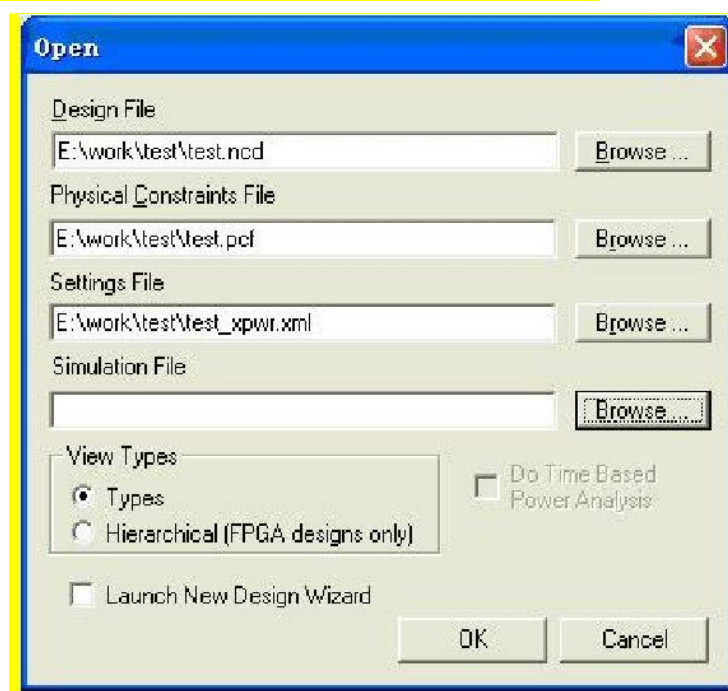 Open
Design File
E:\work\test\test.ncd
Browse ...
Physical Constraints File
E:\work\test\test.pcf
Browse ...
Settings File
E:\work\test\test_xpwr.xml
Browse ...
Simulation File
Browse ...
View Types
Types
Hierarchical (FPGA designs only)
Do Time Based
Power Analysis
Launch New Design Wizard
OK
Cancel